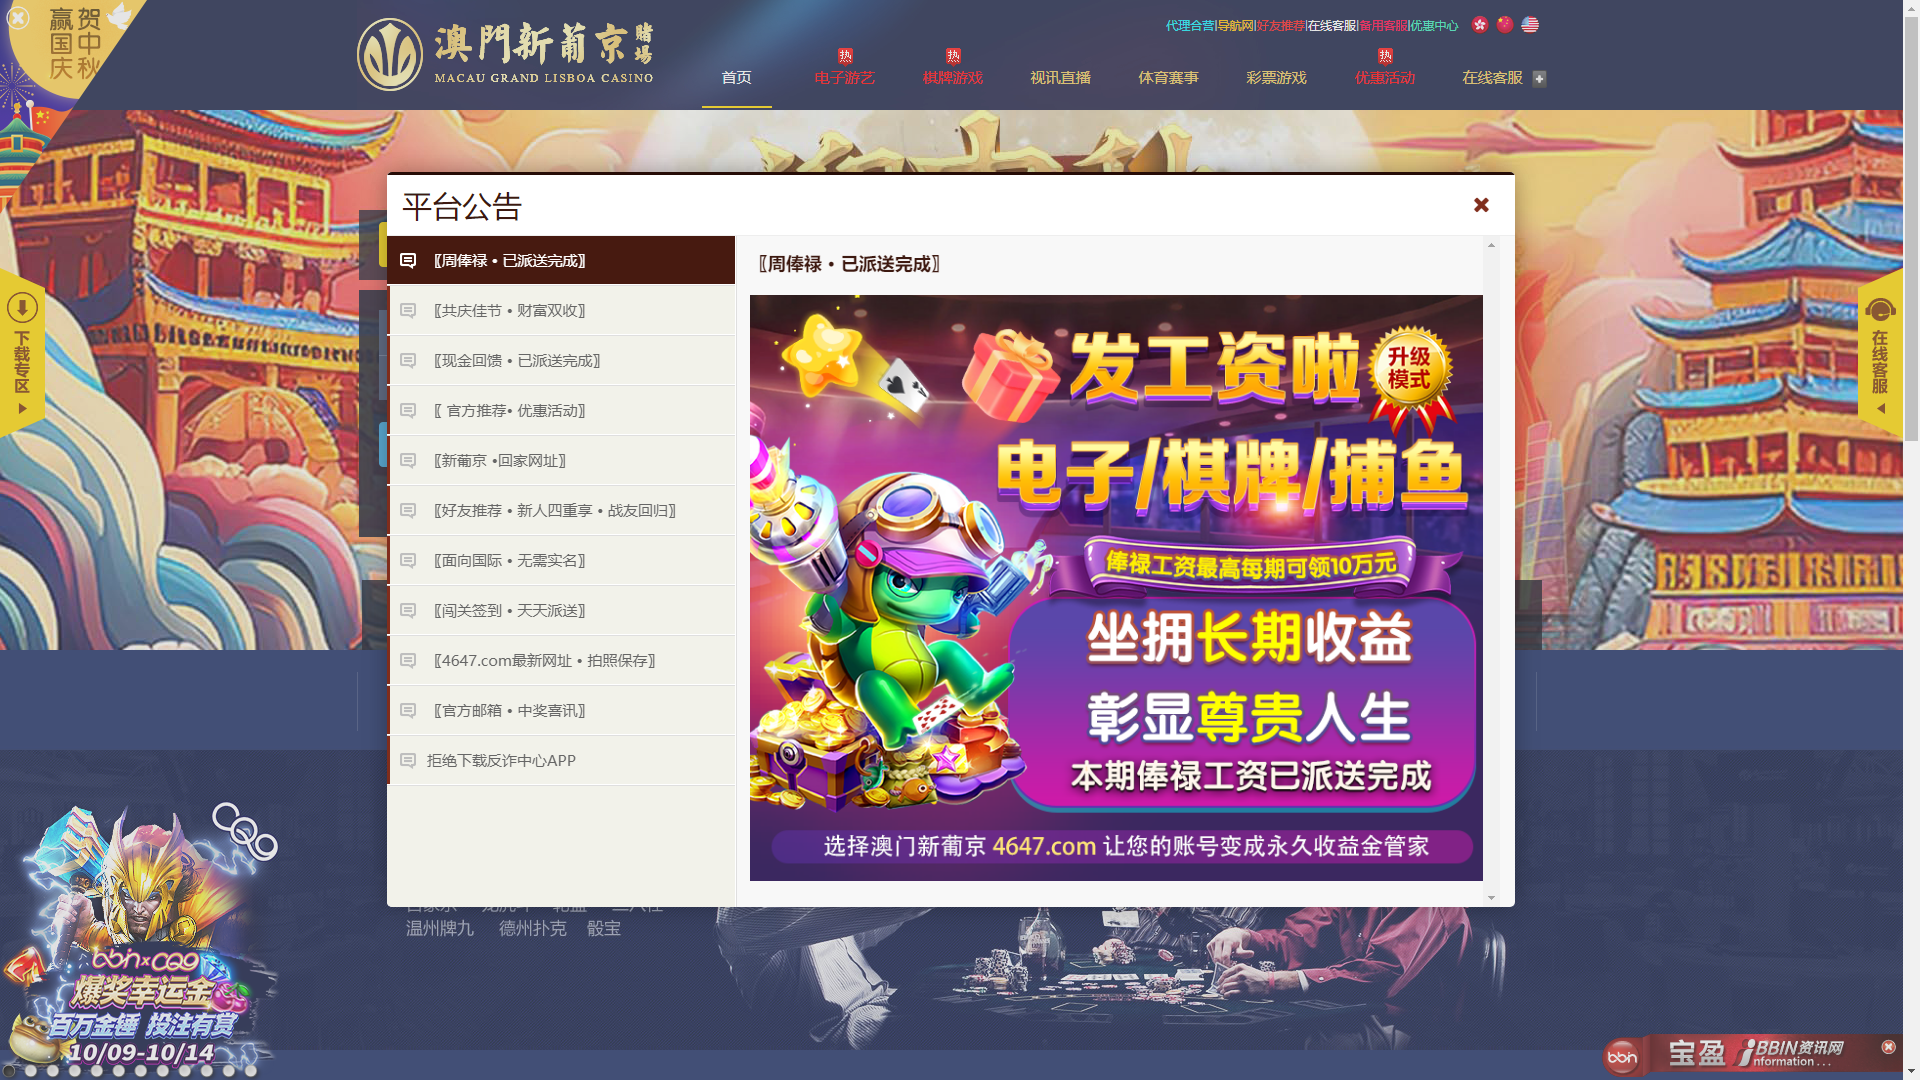 贺中秋
赢国庆
澳門新葡京賭場
MACAU GRAND LISBOA CASINO
代理合营|导航网|好友推荐|在线客服|备用客服|优惠中心
热
热
热
首页
电子游艺
棋牌游戏
视讯直播
体育赛事
彩票游戏
优惠活动
在线客服
平台公告
〖周俸禄 • 已派送完成〗
〖共庆佳节 • 财富双收〗
〖现金回馈 • 已派送完成〗
〖 官方推荐• 优惠活动〗
〖新葡京 •回家网址〗
〖好友推荐 • 新人四重享 • 战友回归〗
〖面向国际 • 无需实名〗
〖闯关签到 • 天天派送〗
〖4647.com最新网址 • 拍照保存〗
〖官方邮箱 • 中奖喜讯〗
拒绝下载反诈中心APP
〖周俸禄 • 已派送完成〗
发工资啦
升级
模式
电子/棋牌/捕鱼
俸禄工资最高每期可领10万元
坐拥长期收益
彰显尊贵人生
本期俸禄工资已派送完成
选择澳门新葡京 4647.com 让您的账号变成永久收益金管家
下载专区
在线客服
温州牌九 德州扑克 骰宝
CQ9
bbin x CQ9
爆奖幸运金
百万金锤 投注有赏
10/09-10/14
bbin
宝盈
BBIN资讯网
information...